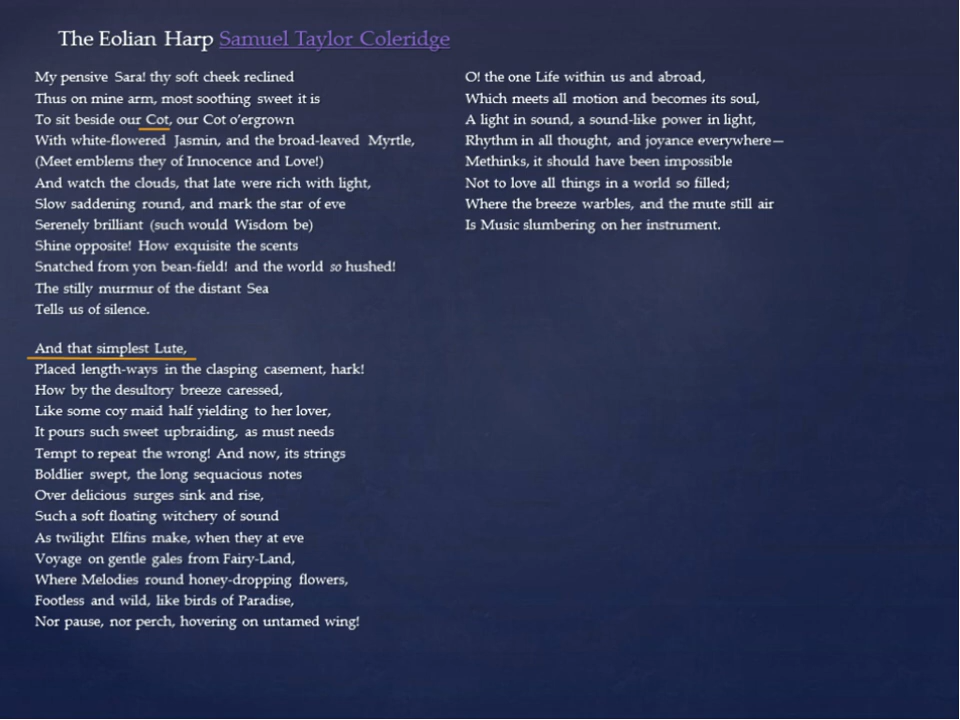 The Eolian Harp Samuel Taylor Coleridge
My pensive Sara! thy soft cheek reclined
Thus on mine arm, most soothing sweet it is
To sit beside our Cot, our Cot o'ergrown
With white-flowered Jasmin, and the broad-leaved Myrtle,
(Meet emblems they of Innocence and Love!)
And watch the clouds, that late were rich with light,
Slow saddening round, and mark the star of eve
Serenely brilliant (such would Wisdom be)
Shine opposite! How exquisite the scents
Snatched from yon bean-field! and the world so hushed!
The stilly murmur of the distant Sea
Tells us of silence.
And that simplest Lute,
Placed length-ways in the clasping casement, hark!
How by the desultory breeze caressed,
Like some coy maid half yielding to her lover,
It pours such sweet upbraiding, as must needs
Tempt to repeat the wrong! And now, its strings
Boldlier swept, the long sequacious notes
Over delicious surges sink and rise,
Such a soft floating witchery of sound
As twilight Elfins make, when they at eve
Voyage on gentle gales from Fairy-Land,
Where Melodies round honey-dropping flowers,
Footless and wild, like birds of Paradise,
Nor pause, nor perch, hovering on untamed wing!
O! the one Life within us and abroad,
Which meets all motion and becomes its soul,
A light in sound, a sound-like power in light,
Rhythm in all thought, and joyance everywhere—
Methinks, it should have been impossible
Not to love all things in a world so filled;
Where the breeze warbles, and the mute still air
Is Music slumbering on her instrument.